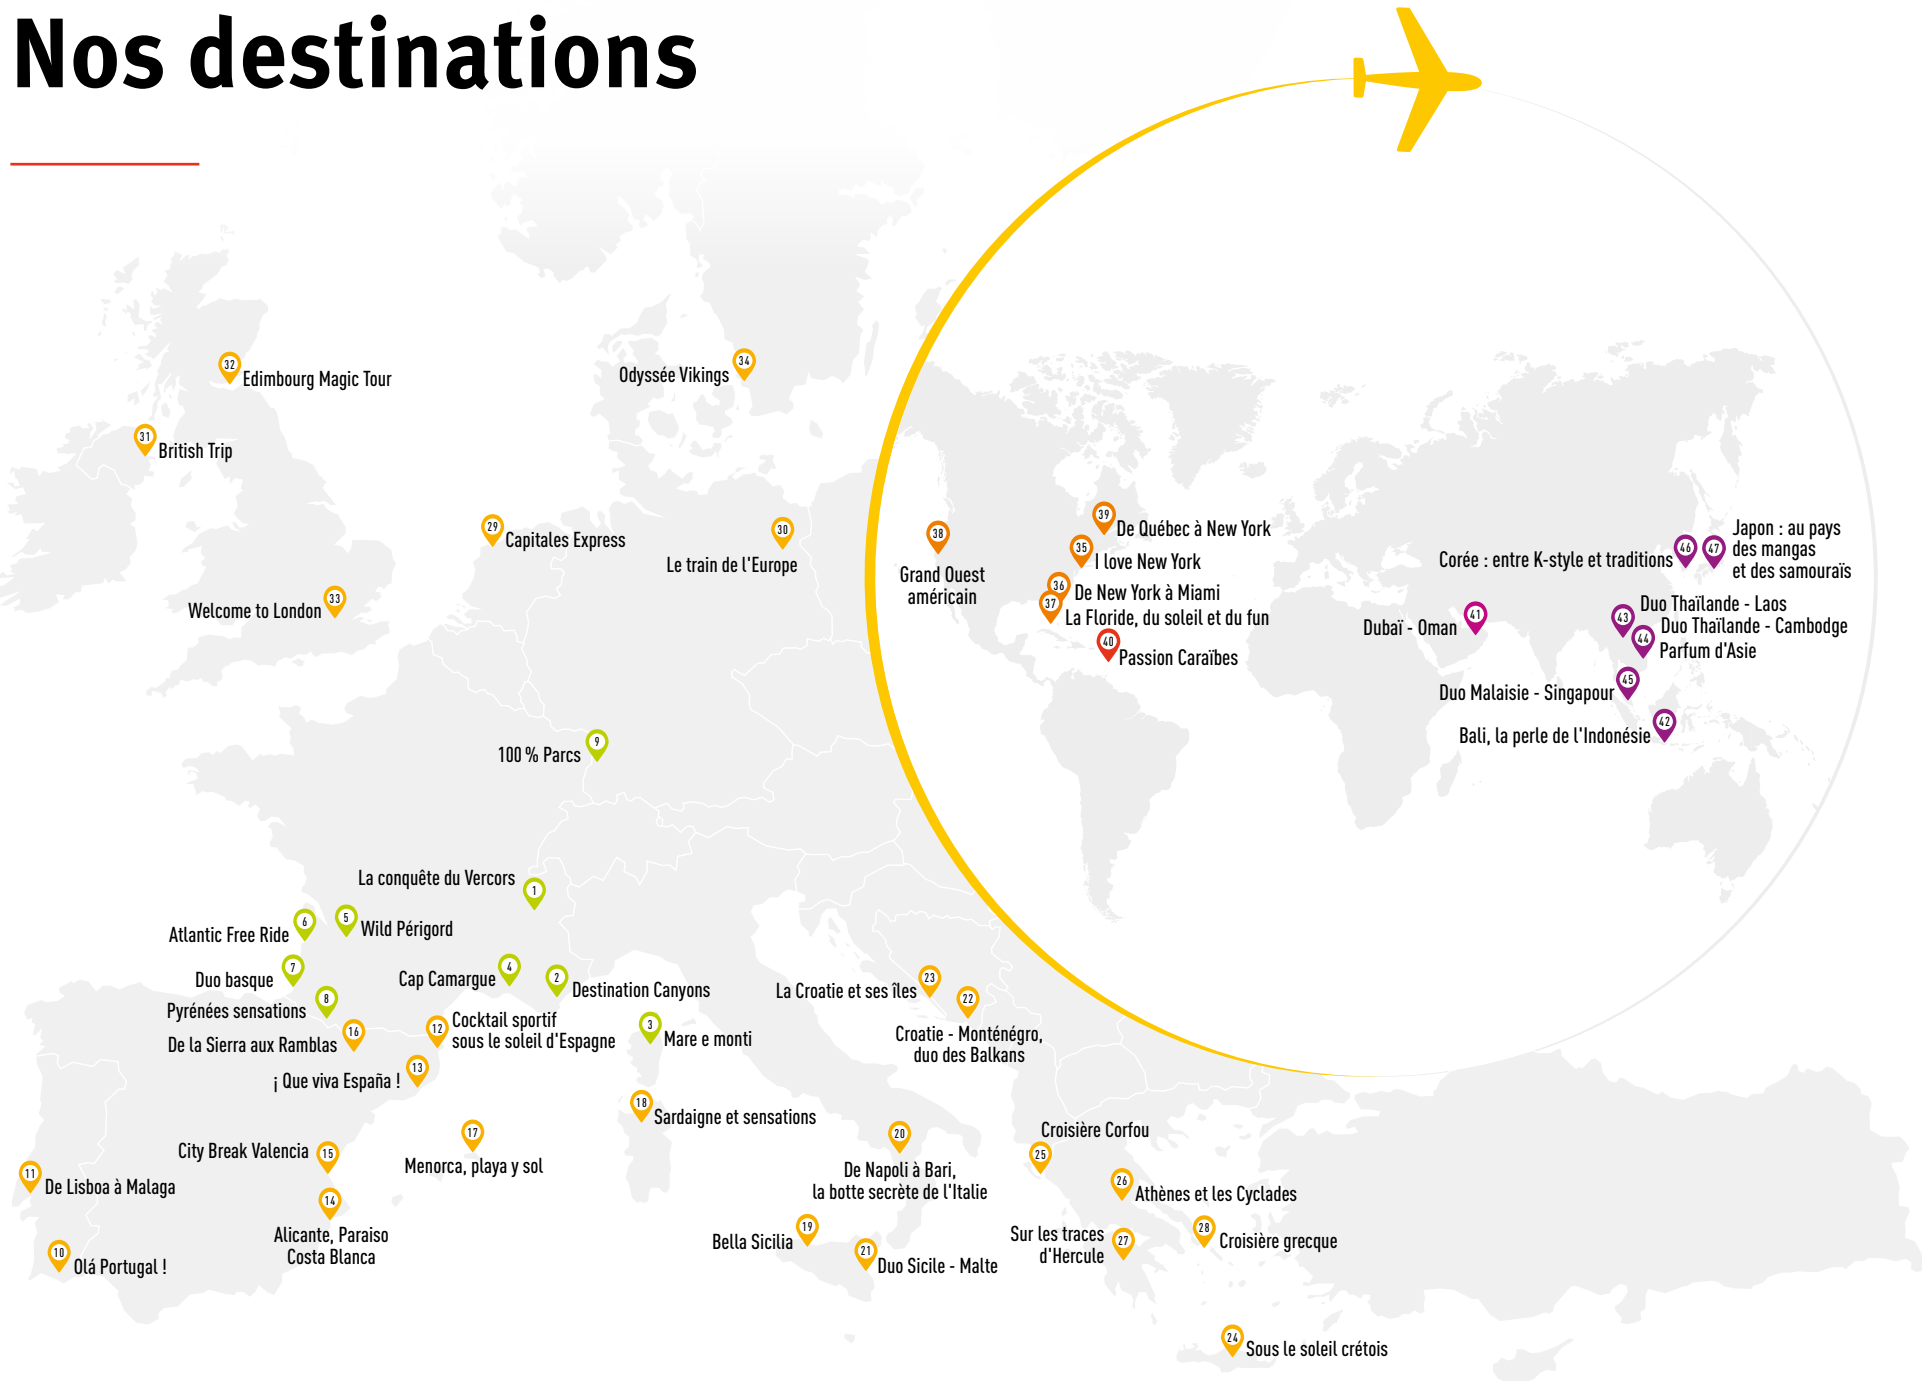 Nos destinations
32
Edimbourg Magic Tour
31
British Trip
34
Odyssée Vikings
29
Capitales Express
30
Le train de l'Europe
33
Welcome to London
9
100 % Parcs
La conquête du Vercors
1
6
Atlantic Free Ride
5
Wild Périgord
7
Duo basque
4
Cap Camargue
2
Destination Canyons
8
Pyrénées sensations
16
De la Sierra aux Ramblas
12
Cocktail sportif
sous le soleil d'Espagne
3
Mare e monti
13
¡ Que viva España !
18
Sardaigne et sensations
17
Menorca, playa y sol
15
City Break Valencia
11
De Lisboa à Malaga
14
Alicante, Paraiso
Costa Blanca
10
Olá Portugal !
23
La Croatie et ses îles
22
Croatie - Monténégro,
duo des Balkans
20
De Napoli à Bari,
la botte secrète de l'Italie
19
Bella Sicilia
21
Duo Sicile - Malte
Croisière Corfou
25
26
Athènes et les Cyclades
27
Sur les traces
d'Hercule
28
Croisière grecque
24
Sous le soleil crétois
38
Grand Ouest
américain
39
De Québec à New York
35
I love New York
36
De New York à Miami
37
La Floride, du soleil et du fun
40
Passion Caraïbes
41
Dubaï - Oman
46
Corée : entre K-style et traditions
47
Japon : au pays
des mangas
et des samouraïs
43
Duo Thaïlande - Laos
44
Duo Thaïlande - Cambodge
Parfum d'Asie
45
Duo Malaisie - Singapour
42
Bali, la perle de l'Indonésie